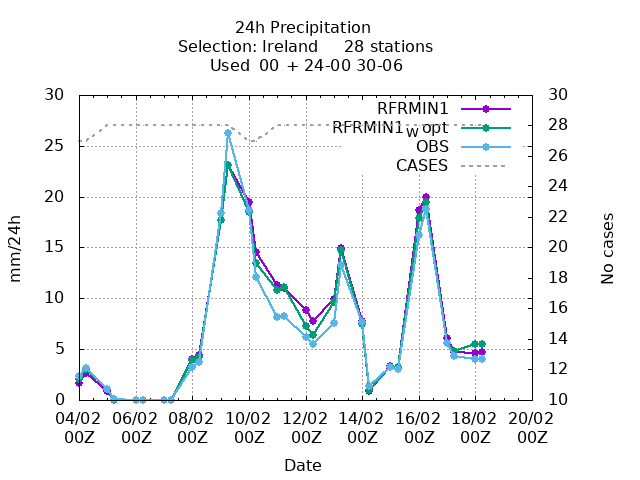 24h Precipitation
Selection: Ireland 28 stations
Used 00 + 24-00 30-06
RFRMIN1
RFRMIN1w opt
OBS
CASES
mm/24h
30
25
20
15
10
5
0
No cases
30
28
26
24
22
20
18
16
14
12
10
04/02 06/02 08/02 10/02 12/02 14/02 16/02 18/02 20/02
00Z 00Z 00Z 00Z 00Z 00Z 00Z 00Z 00Z
Date